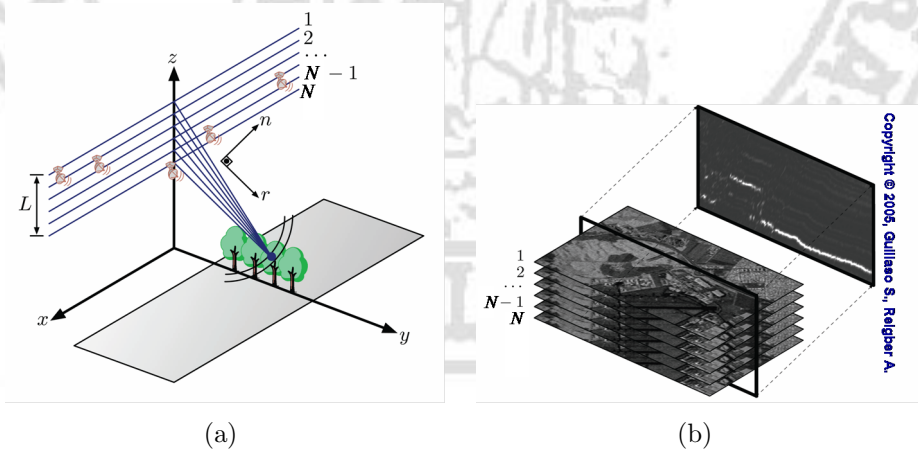 1
2
...
N − 1
N
z
n
r
L
x
y
(a)
1
2
...
N−1
N
Copyright © 2005, Guillaso S., Reigber A.
(b)